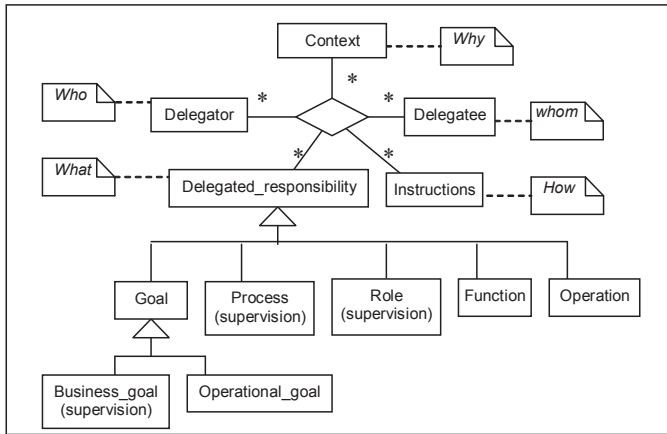 Context
Why
*
Who
Delegator
*
*
Delegatee
whom
What
*
*
Delegated_responsibility
Instructions
How
Goal
Process
(supervision)
Role
(supervision)
Function
Operation
Business_goal
(supervision)
Operational_goal